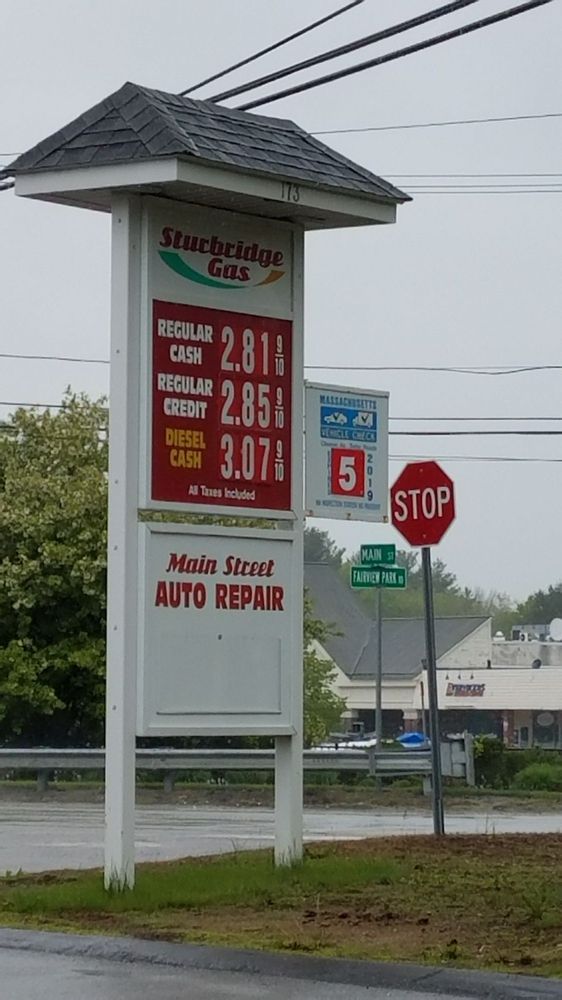 173
Sturbridge
Gas
REGULAR
CASH 2.81 9/10
REGULAR
CREDIT 2.85 9/10
DIESEL
CASH 3.07 9/10
All Taxes Included
Main Street
AUTO REPAIR
MASSACHUSETTS
VEHICLE CHECK
5
2019
STOP
MAIN ST
FAIRVIEW PARK RD